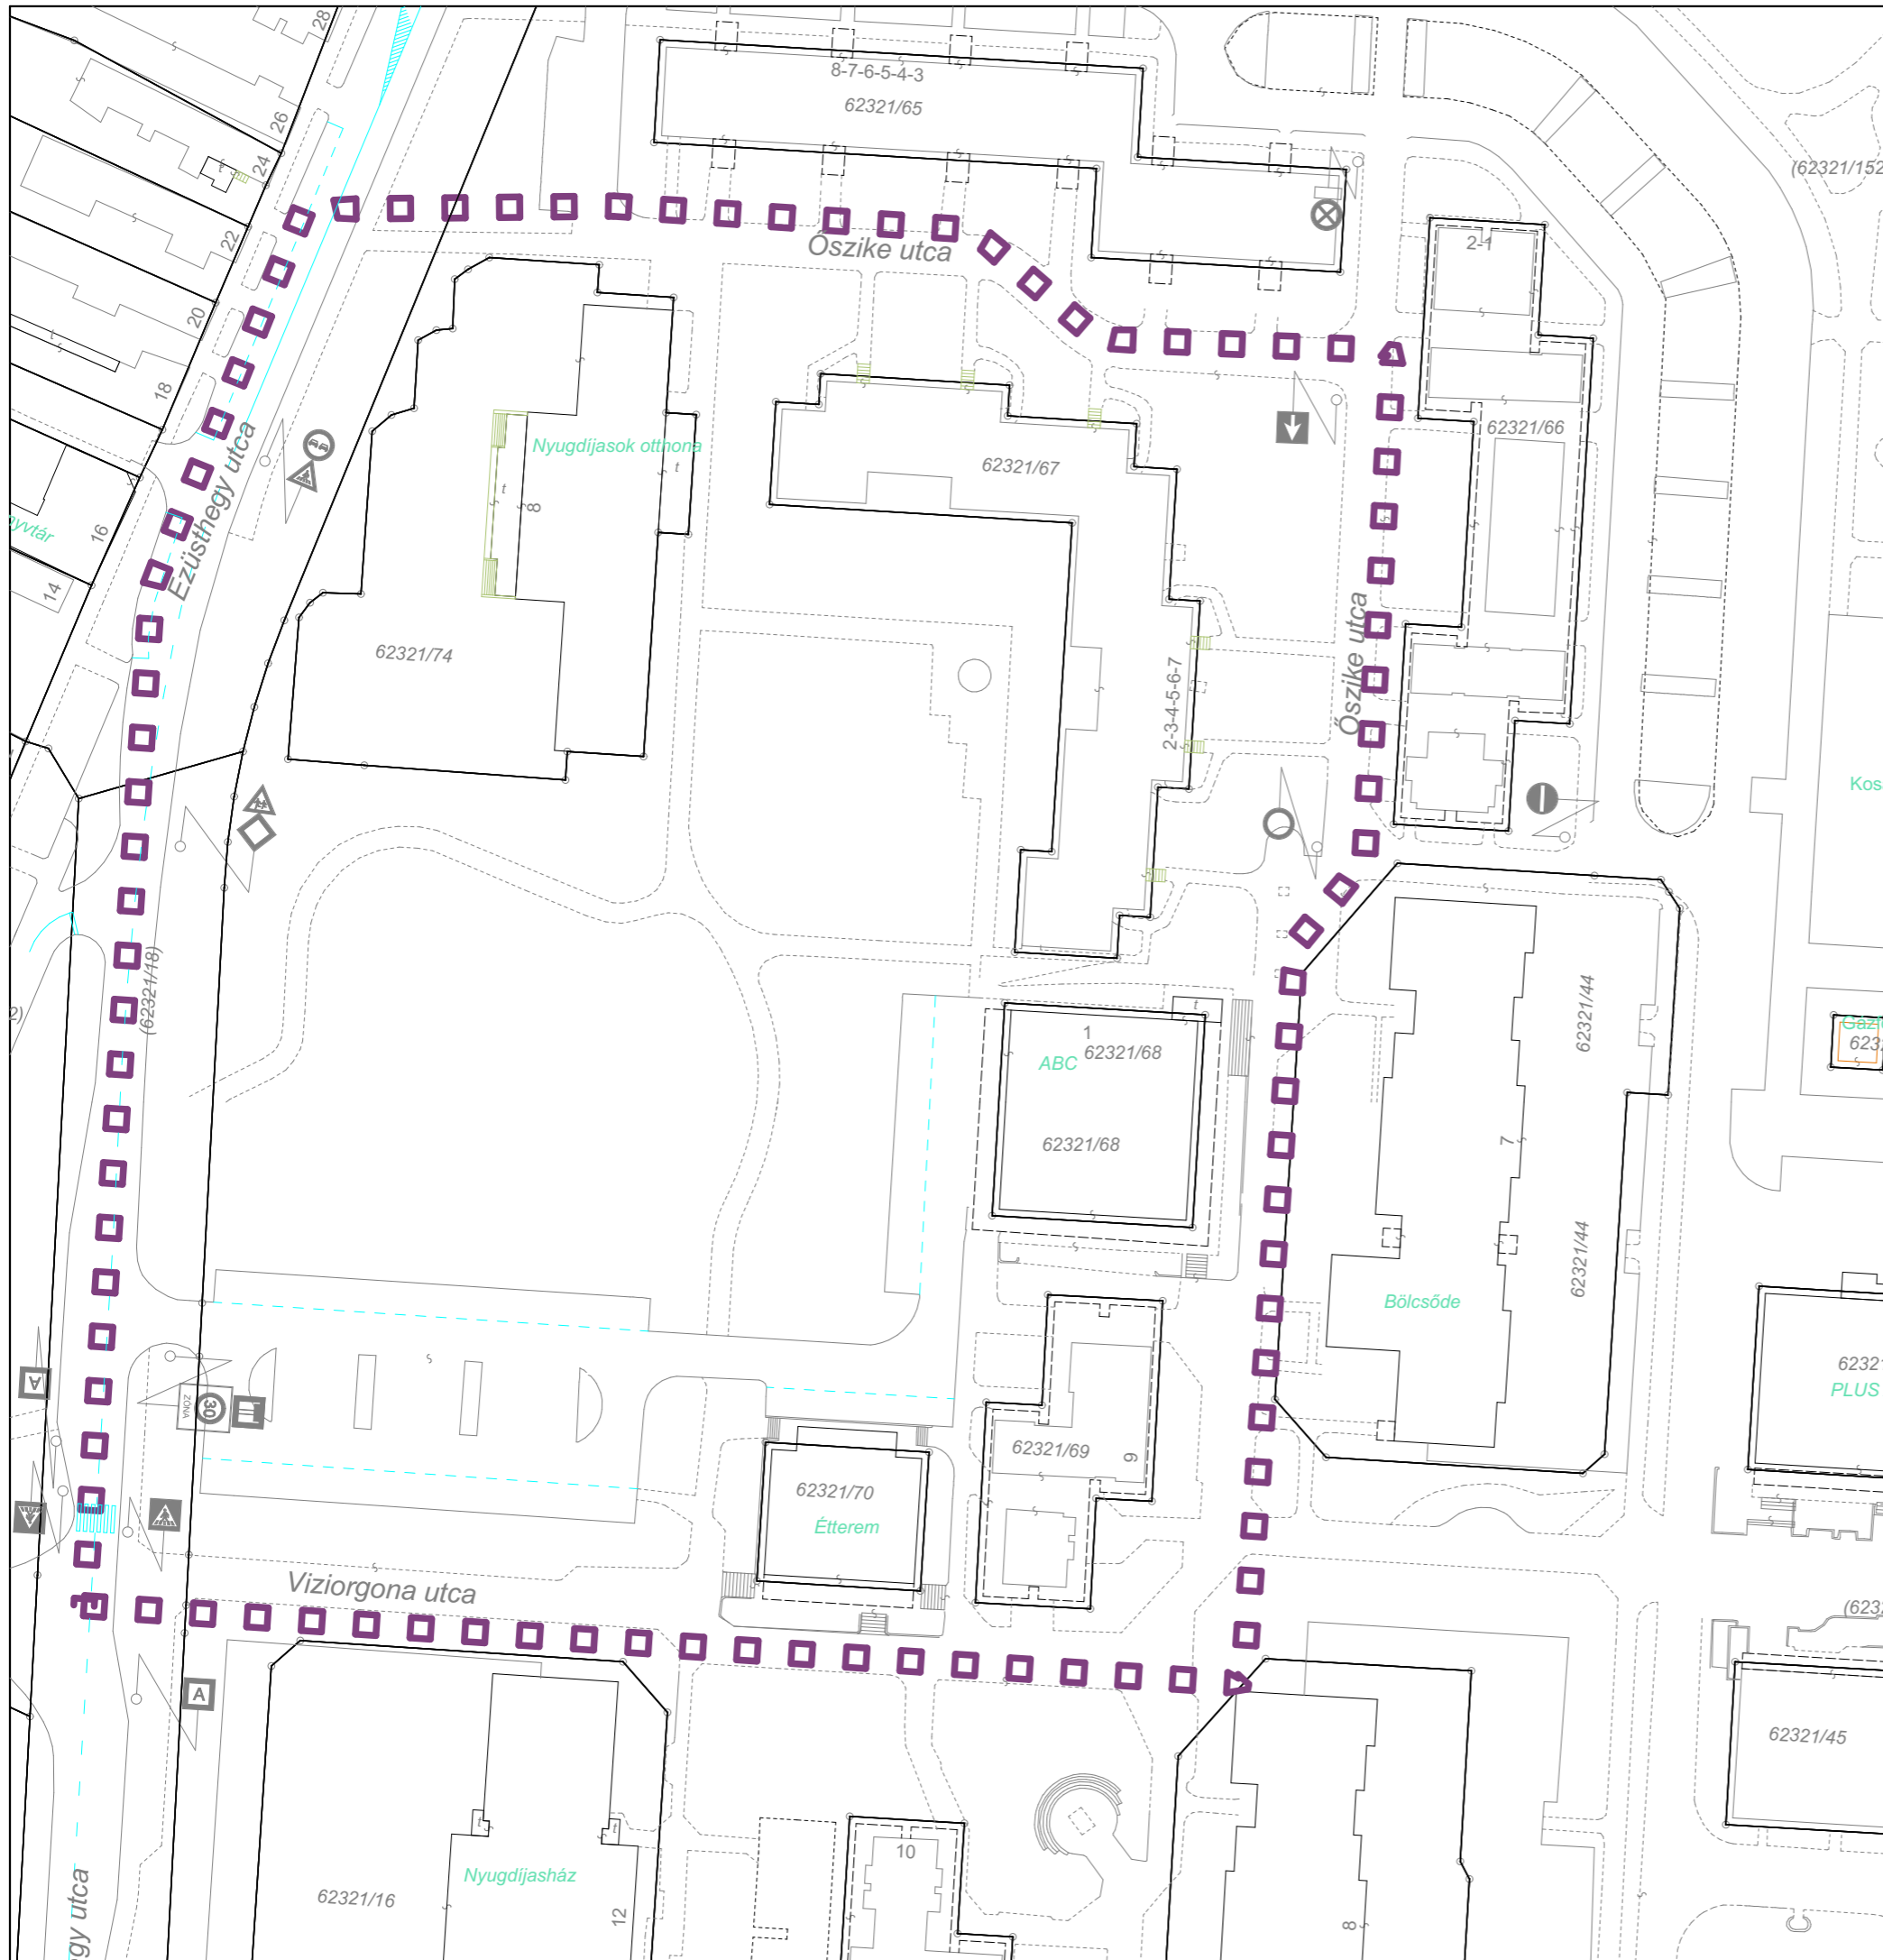 28
8-7-6-5-4-3
62321/65
26
24
(62321/152
22
Őszike utca
2-1
20
t
18
Nyugdíjasok otthona
t
62321/66
62321/67
t
8
Ezüsthegy utca
yvtár
16
14
62321/74
2-3-4-5-6-7
Őszike utca
Kos
(62321/18)
2)
62321/44
t
1
62321/68
ABC
62321/68
7
62321/44
Bölcsőde
A
30
ZÓNA
62321/69
9
PLUS
62321/70
Étterem
Viziorgona utca
A
62321/45
10
Nyugdíjasház
62321/16
12
8
gy utca
t
t